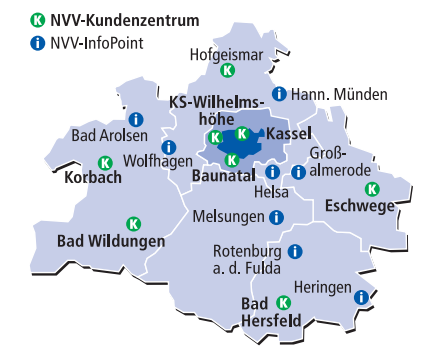 K NVV-Kundenzentrum
i NVV-InfoPoint
Hofgeismar
K
i Hann. Münden
KS-Wilhelms-
höhe
K K Kassel
i
Bad Arolsen
i
Wolfhagen
K
Korbach
K
Baunatal
i
Helsa
i
Groß-
almerode
K
Eschwege
Melsungen i
K
Bad Wildungen
Rotenburg i
a. d. Fulda
Heringen
i
Bad K
Hersfeld